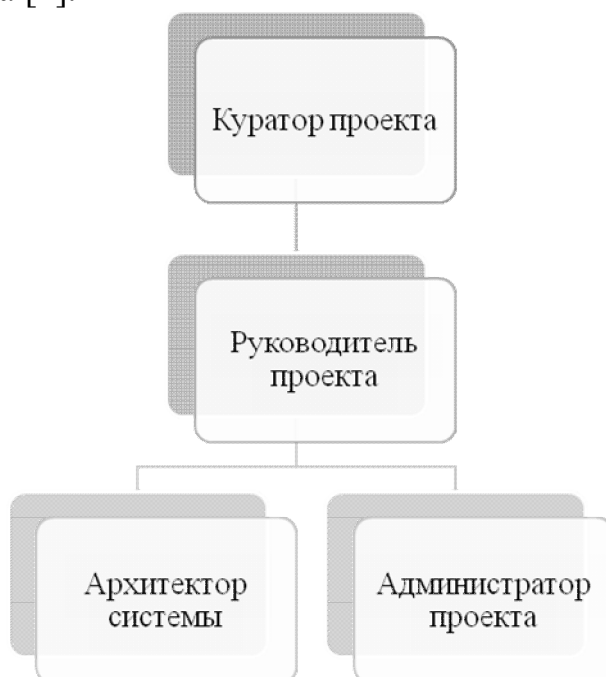 Куратор проекта
Руководитель
проекта
Архитектор
системы
Администратор
проекта